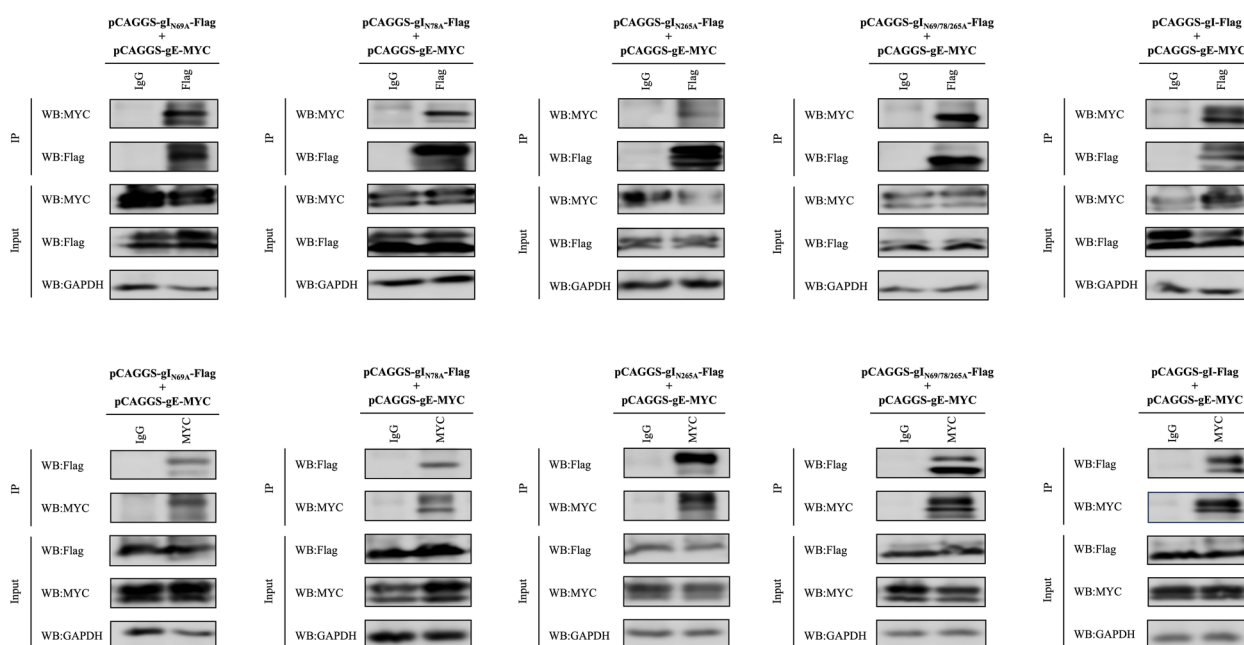 pCAGGS-gIN69A-Flag
+
pCAGGS-gE-MYC
IgG
Flag
IP
WB:MYC
WB:Flag
Input
WB:MYC
WB:Flag
WB:GAPDH
pCAGGS-gIN78A-Flag
+
pCAGGS-gE-MYC
IgG
Flag
IP
WB:MYC
WB:Flag
Input
WB:MYC
WB:Flag
WB:GAPDH
pCAGGS-gIN265A-Flag
+
pCAGGS-gE-MYC
IgG
Flag
IP
WB:MYC
WB:Flag
Input
WB:MYC
WB:Flag
WB:GAPDH
pCAGGS-gIN69/78/265A-Flag
+
pCAGGS-gE-MYC
IgG
Flag
IP
WB:MYC
WB:Flag
Input
WB:MYC
WB:Flag
WB:GAPDH
pCAGGS-gI-Flag
+
pCAGGS-gE-MYC
IgG
Flag
IP
WB:MYC
WB:Flag
Input
WB:MYC
WB:Flag
WB:GAPDH
pCAGGS-gIN69A-Flag
+
pCAGGS-gE-MYC
IgG
MYC
IP
WB:Flag
WB:MYC
Input
WB:Flag
WB:MYC
WB:GAPDH
pCAGGS-gIN78A-Flag
+
pCAGGS-gE-MYC
IgG
MYC
IP
WB:Flag
WB:MYC
Input
WB:Flag
WB:MYC
WB:GAPDH
pCAGGS-gIN265A-Flag
+
pCAGGS-gE-MYC
IgG
MYC
IP
WB:Flag
WB:MYC
Input
WB:Flag
WB:MYC
WB:GAPDH
pCAGGS-gIN69/78/265A-Flag
+
pCAGGS-gE-MYC
IgG
MYC
IP
WB:Flag
WB:MYC
Input
WB:Flag
WB:MYC
WB:GAPDH
pCAGGS-gI-Flag
+
pCAGGS-gE-MYC
IgG
MYC
IP
WB:Flag
WB:MYC
Input
WB:Flag
WB:MYC
WB:GAPDH